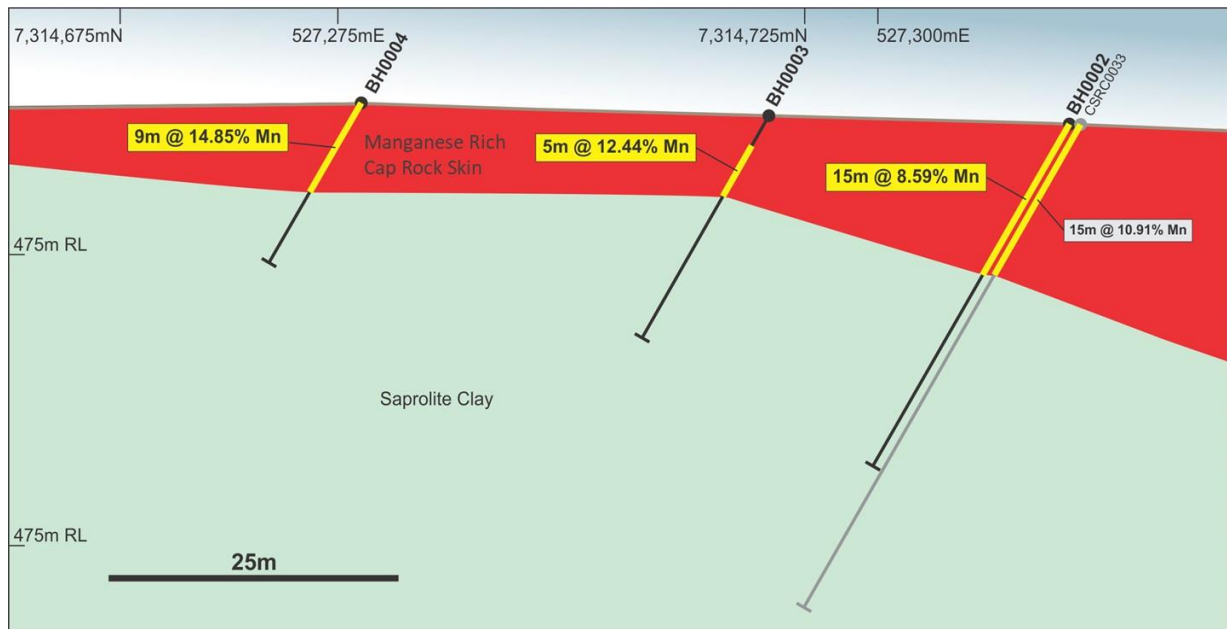 7,314,675mN
527,275mE
7,314,725mN
527,300mE
BH0004
BH0003
BH0002
CSRC0033
9m @ 14.85% Mn
Manganese Rich
Cap Rock Skin
5m @ 12.44% Mn
15m @ 8.59% Mn
15m @ 10.91% Mn
475m RL
Saprolite Clay
475m RL
25m